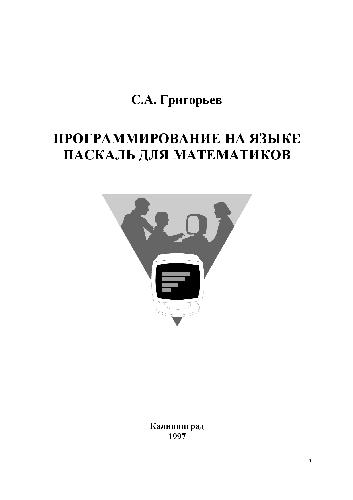 С.А. Григорьев
ПРОГРАММИРОВАНИЕ НА ЯЗЫКЕ
ПАСКАЛЬ ДЛЯ МАТЕМАТИКОВ
Калининград
1997